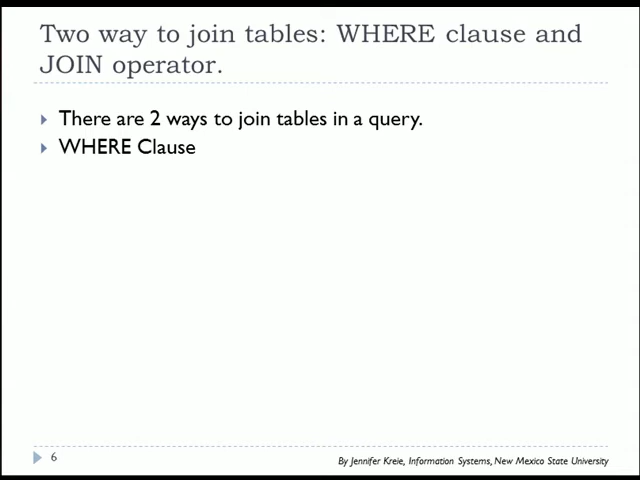 Two way to join tables: WHERE clause and
JOIN operator.
There are 2 ways to join tables in a query.
WHERE Clause
6
By Jennifer Kreie, Information Systems, New Mexico State University